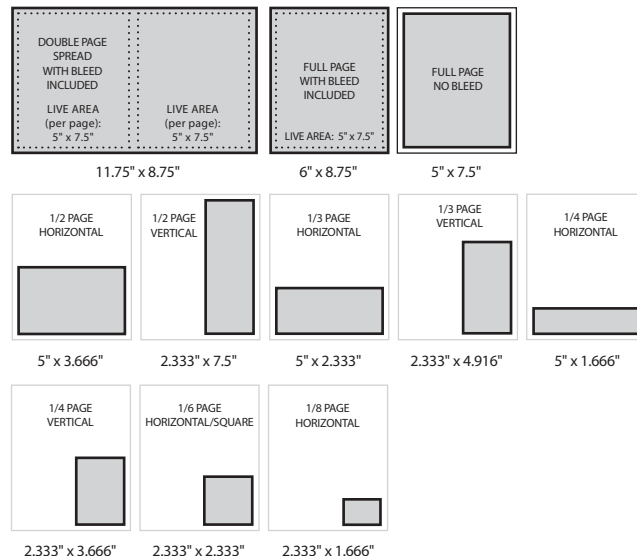 DOUBLE PAGE
SPREAD
WITH BLEED
INCLUDED
LIVE AREA
(per page):
5" x 7.5"
LIVE AREA
(per page):
5" x 7.5"
11.75" x 8.75"
FULL PAGE
WITH BLEED
INCLUDED
LIVE AREA: 5" x 7.5"
6" x 8.75"
FULL PAGE
NO BLEED
5" x 7.5"
1/2 PAGE
HORIZONTAL
5" x 3.666"
1/2 PAGE
VERTICAL
2.333" x 7.5"
1/3 PAGE
HORIZONTAL
5" x 2.333"
1/3 PAGE
VERTICAL
2.333" x 4.916"
1/4 PAGE
HORIZONTAL
5" x 1.666"
1/4 PAGE
VERTICAL
2.333" x 3.666"
1/6 PAGE
HORIZONTAL/SQUARE
2.333" x 2.333"
1/8 PAGE
HORIZONTAL
2.333" x 1.666"